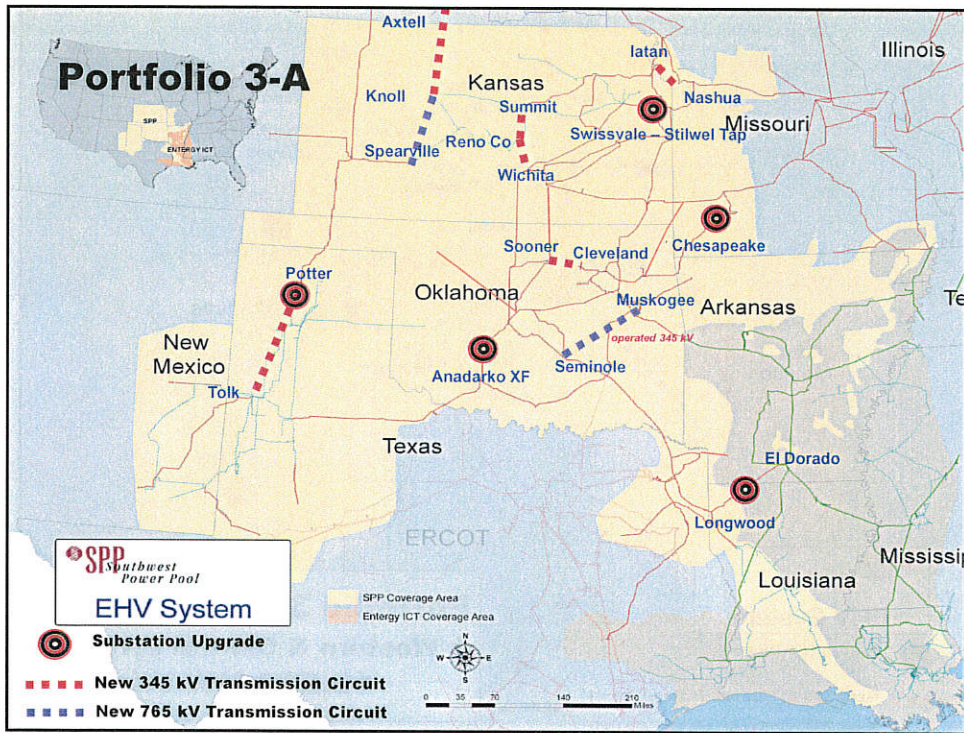 Axtell
Portfolio 3-A
SPP
ENTERGY ICT
Kansas
Iatan
Illinois
Knoll
Summit
Nashua
Missouri
Reno Co
Swissvale – Stilwel Tap
Spearville
Wichita
Sooner
Cleveland
Chesapeake
Potter
Oklahoma
Muskogee
Arkansas
Te
operated 345 kV
New
Mexico
Seminole
Anadarko XF
Tolk
Texas
El Dorado
Longwood
ERCOT
Mississip
Louisiana
SPP
Southwest
Power Pool
EHV System
SPP Coverage Area
Entergy ICT Coverage Area
Substation Upgrade
N
W
E
S
New 345 kV Transmission Circuit
0 35 70 140 210
Miles
New 765 kV Transmission Circuit